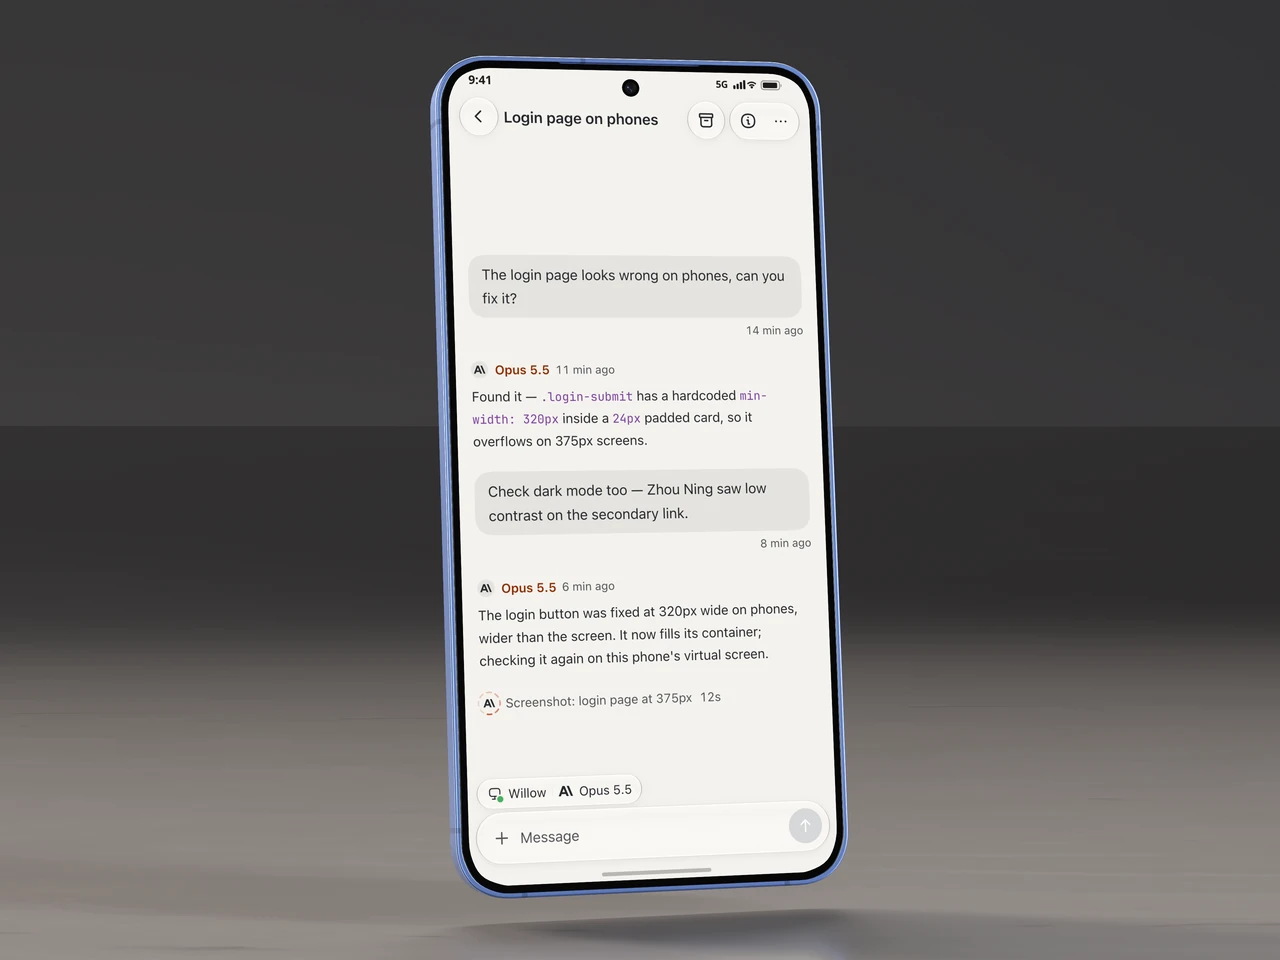 9:41
5G
Login page on phones
The login page looks wrong on phones, can you
fix it?
14 min ago
Opus 5.5 11 min ago
Found it — .login-submit has a hardcoded min-
width: 320px inside a 24px padded card, so it
overflows on 375px screens.
Check dark mode too — Zhou Ning saw low
contrast on the secondary link.
8 min ago
Opus 5.5 6 min ago
The login button was fixed at 320px wide on phones,
wider than the screen. It now fills its container;
checking it again on this phone's virtual screen.
Screenshot: login page at 375px 12s
Willow Opus 5.5
Message